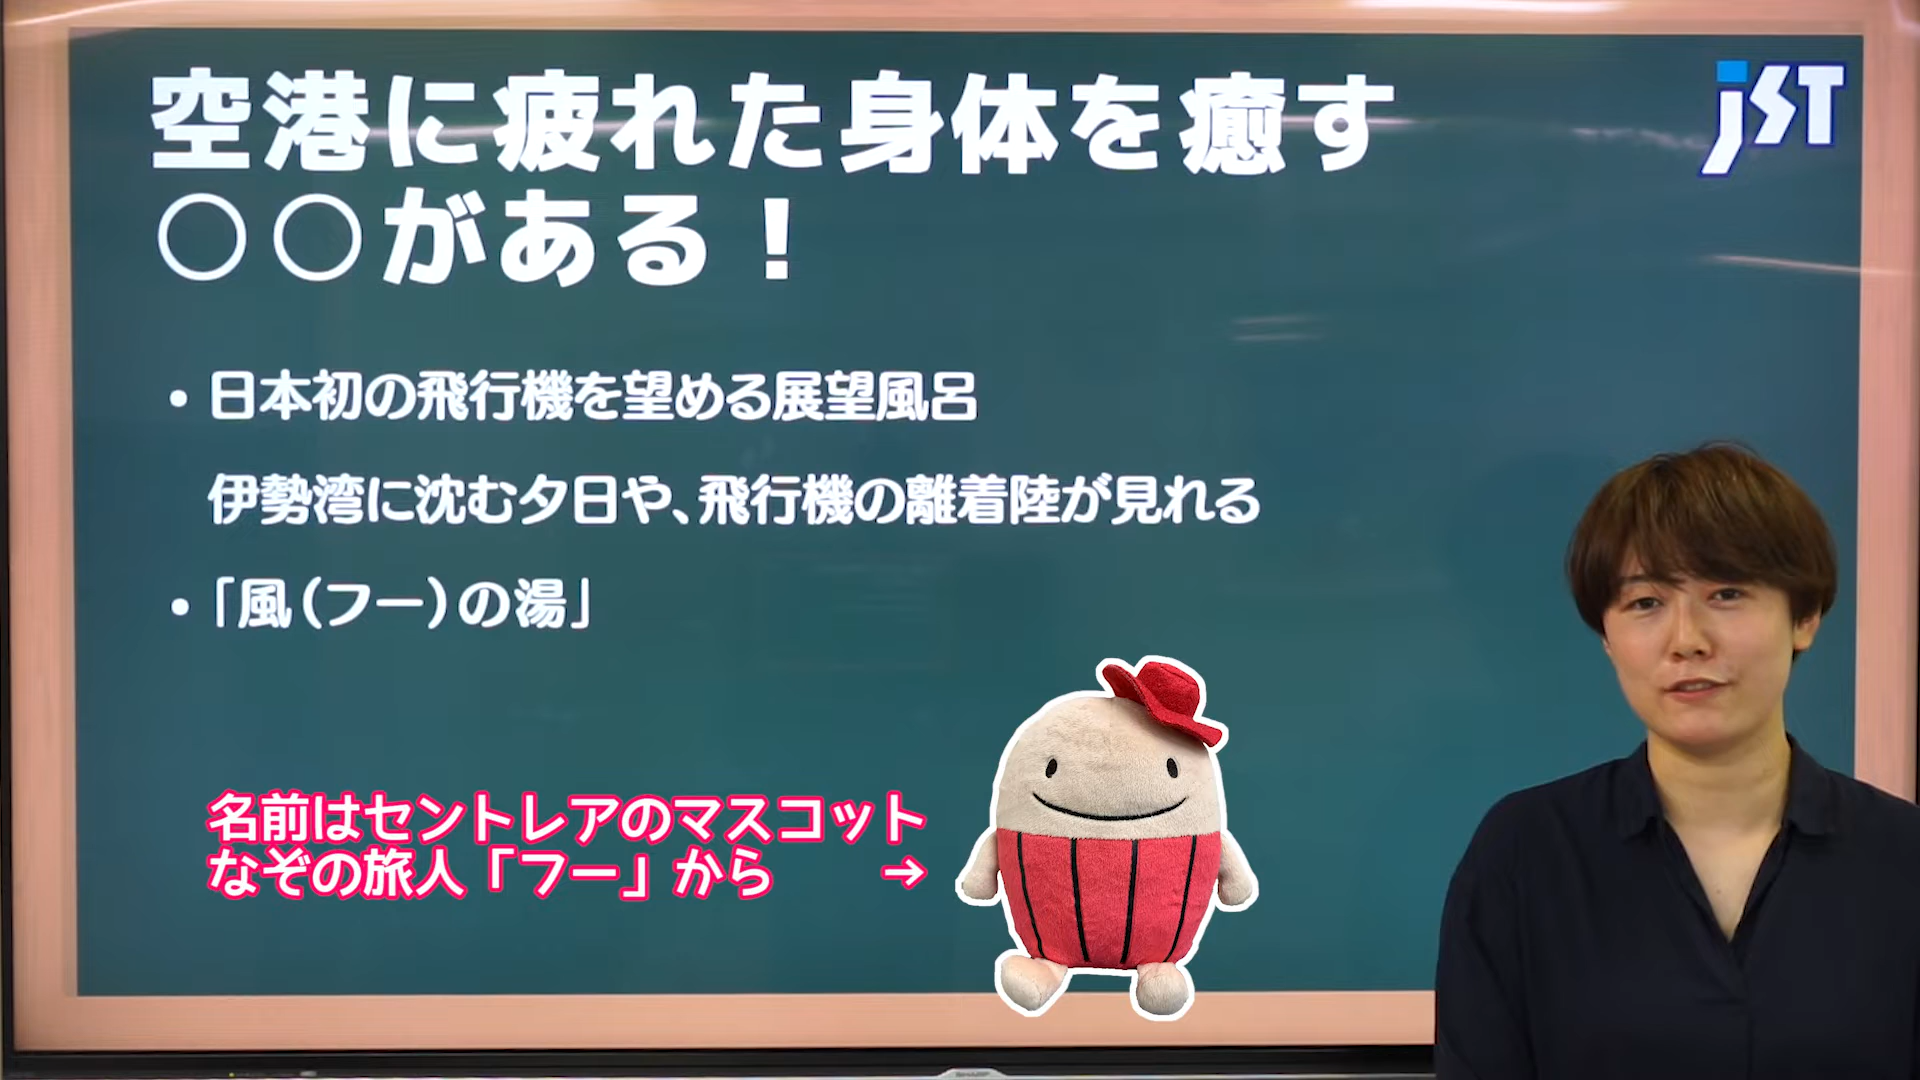 空港に疲れた身体を癒す
jST
○○がある!
・日本初の飛行機を望める展望風呂
伊勢湾に沈む夕日や、飛行機の離着陸が見れる
・「風(フー)の湯」
名前はセントレアのマスコット
なぞの旅人「フー」から →
SHARP